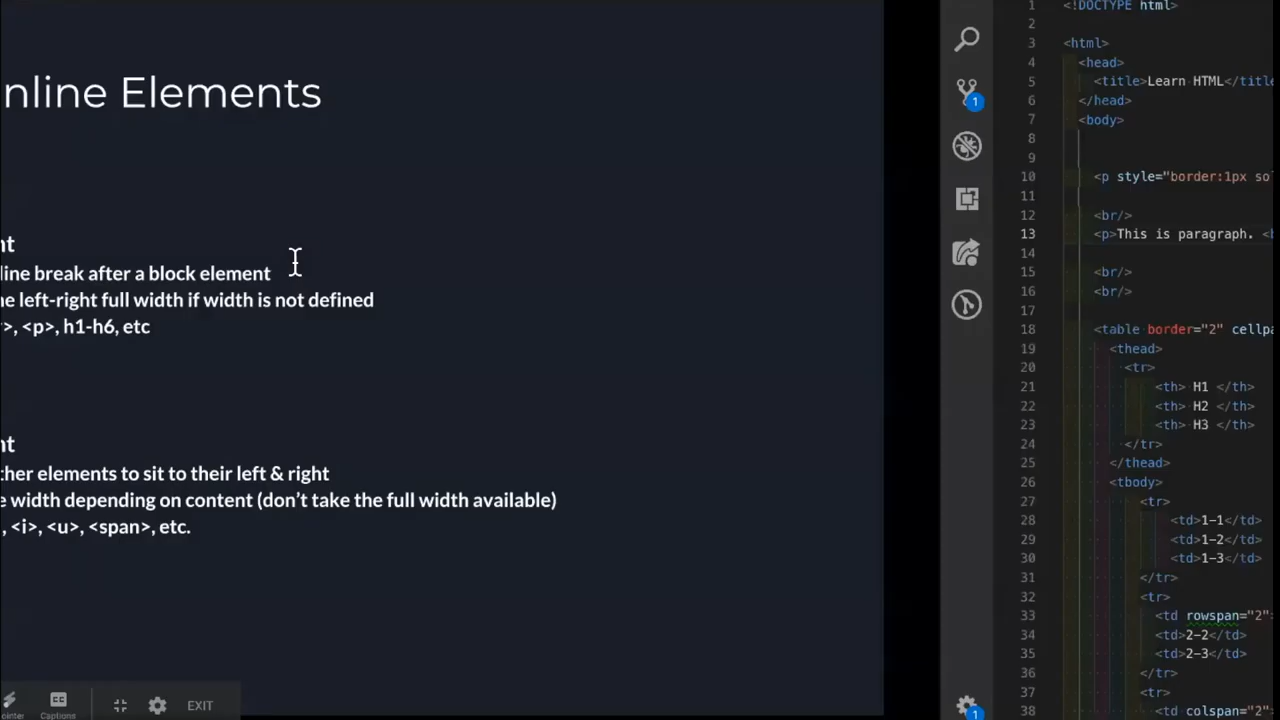 nline Elements
nt
line break after a block element
ne left-right full width if width is not defined
>, <p>, h1-h6, etc
nt
ther elements to sit to their left & right
e width depending on content (don't take the full width available)
, <i>, <u>, <span>, etc.
ointer
Captions
EXIT
1
1
1 <!DOCTYPE html>
2
3 <html>
4 <head>
5 <title>Learn HTML</title
6 </head>
7 <body>
8
9
10 <p style="border:1px so
11
12 <br/>
13 <p>This is paragraph. <b
14
15 <br/>
16 <br/>
17
18 <table border="2" cellpa
19 <thead>
20 <tr>
21 <th> H1 </th>
22 <th> H2 </th>
23 <th> H3 </th>
24 </tr>
25 </thead>
26 <tbody>
27 <tr>
28 <td>1-1</td>
29 <td>1-2</td>
30 <td>1-3</td>
31 </tr>
32 <tr>
33 <td rowspan="2">
34 <td>2-2</td>
35 <td>2-3</td>
36 </tr>
37 <tr>
38 <td colspan="2"